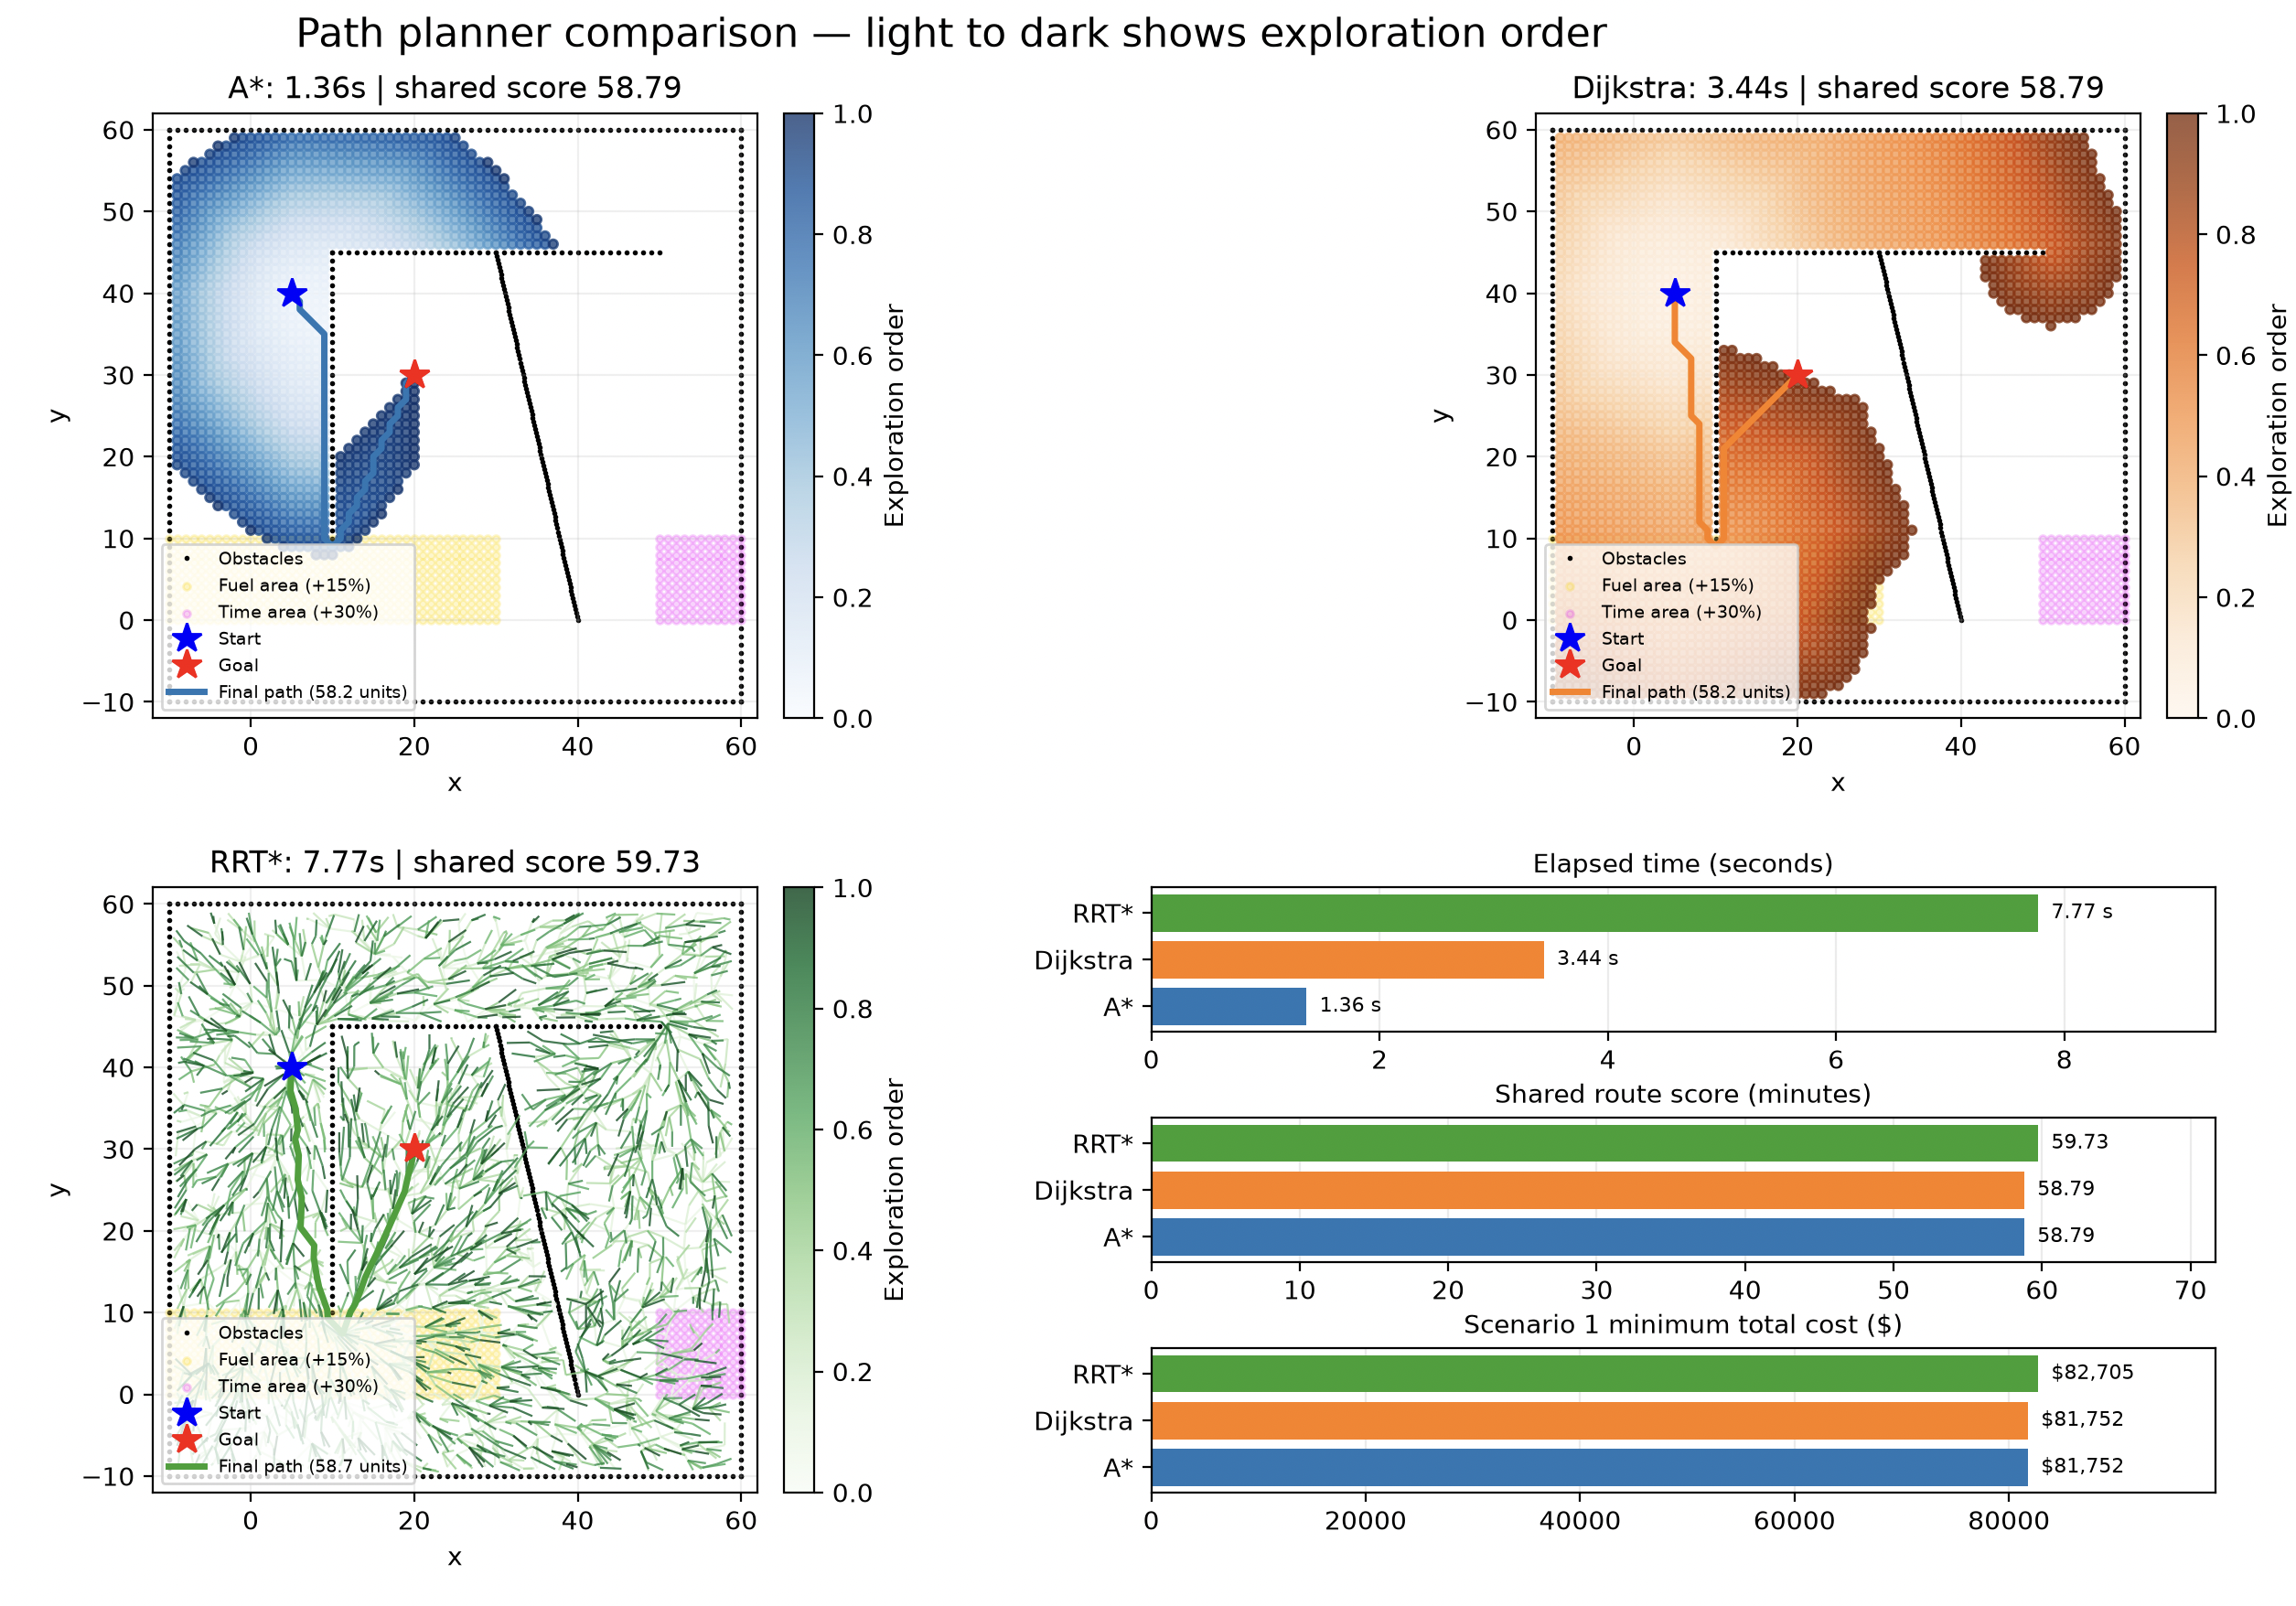 Path planner comparison — light to dark shows exploration order
A*: 1.36s | shared score 58.79
60
50
40
30
20
10
0
−10
y
0
20
40
60
x
Obstacles
Fuel area (+15%)
Time area (+30%)
Start
Goal
Final path (58.2 units)
1.0
0.8
0.6
0.4
0.2
0.0
Exploration order
Dijkstra: 3.44s | shared score 58.79
60
50
40
30
20
10
0
−10
y
0
20
40
60
x
Obstacles
Fuel area (+15%)
Time area (+30%)
Start
Goal
Final path (58.2 units)
1.0
0.8
0.6
0.4
0.2
0.0
Exploration order
RRT*: 7.77s | shared score 59.73
60
50
40
30
20
10
0
−10
y
0
20
40
60
x
Obstacles
Fuel area (+15%)
Time area (+30%)
Start
Goal
Final path (58.7 units)
1.0
0.8
0.6
0.4
0.2
0.0
Exploration order
Elapsed time (seconds)
RRT* 7.77 s
Dijkstra 3.44 s
A* 1.36 s
0 2 4 6 8
Shared route score (minutes)
RRT* 59.73
Dijkstra 58.79
A* 58.79
0 10 20 30 40 50 60 70
Scenario 1 minimum total cost ($)
RRT* $82,705
Dijkstra $81,752
A* $81,752
0 20000 40000 60000 80000